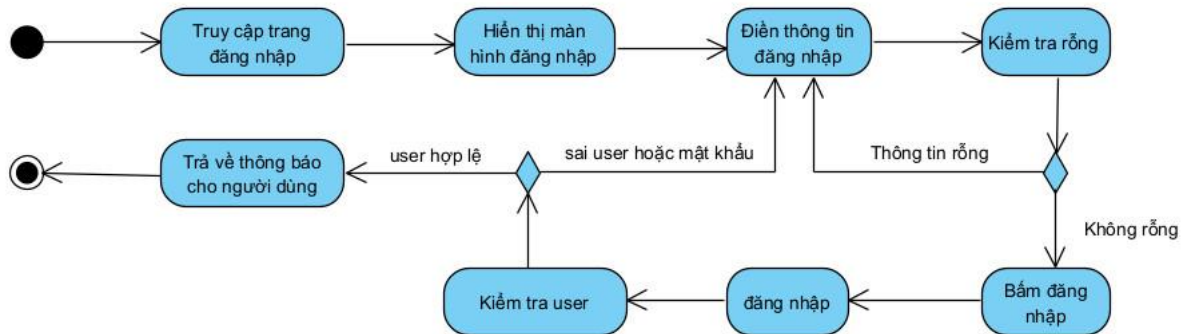 Truy cập trang
đăng nhập
Hiển thị màn
hình đăng nhập
Điền thông tin
đăng nhập
Kiểm tra rỗng
Trả về thông báo
cho người dùng
user hợp lệ
sai user hoặc mật khẩu
Thông tin rỗng
Không rỗng
Kiểm tra user
đăng nhập
Bấm đăng
nhập